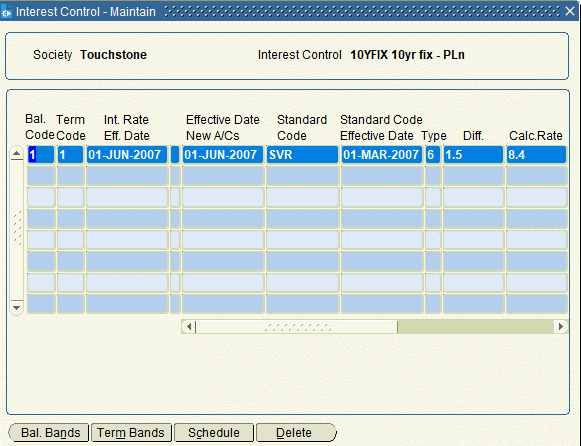 Interest Control - Maintain
Society Touchstone Interest Control 10YFIX 10yr fix - PLn
Bal. Term Int. Rate Effective Date Standard Standard Code
Code Code Eff. Date New A/Cs Code Effective Date Type Diff. Calc.Rate
1 1 01-JUN-2007 01-JUN-2007 SVR 01-MAR-2007 6 1.5 8.4
Bal. Bands Term Bands Schedule Delete